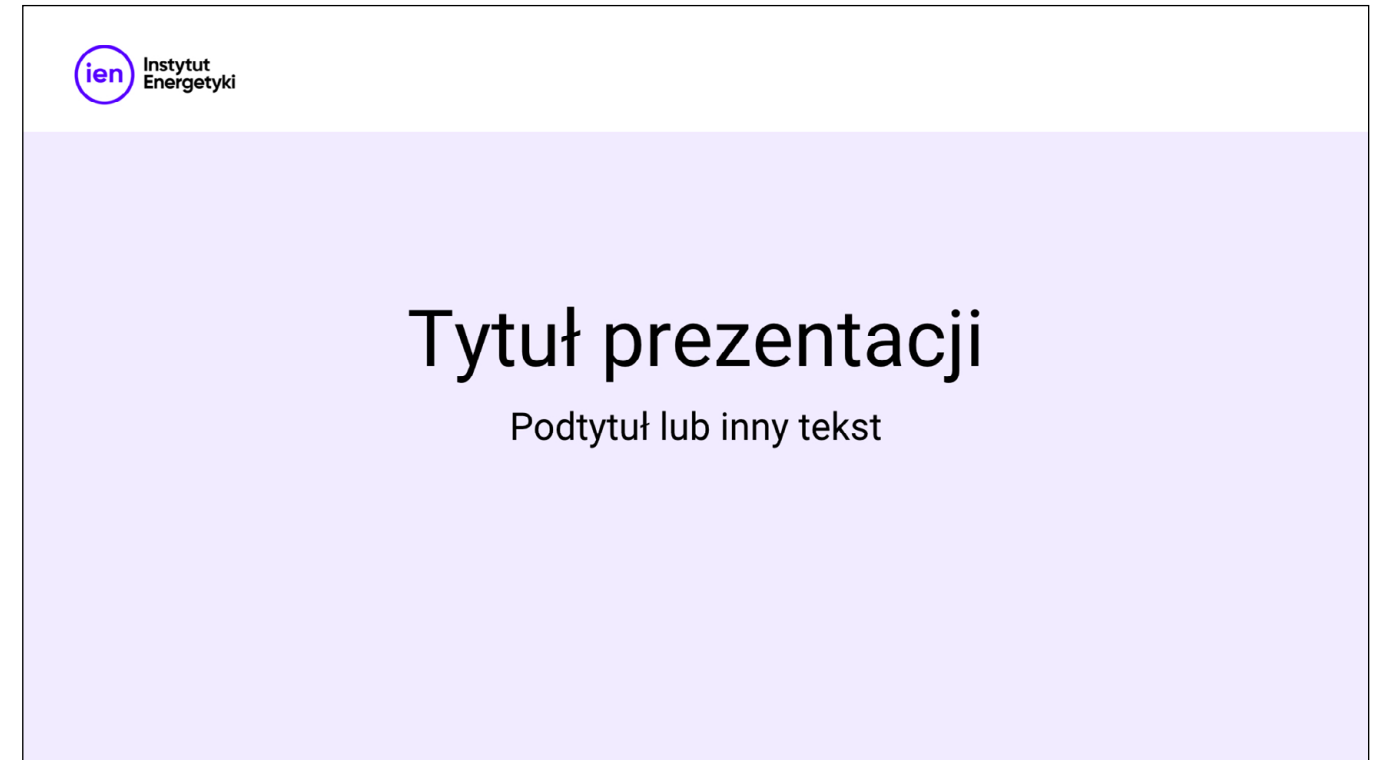 ien
Instytut
Energetyki
Tytuł prezentacji
Podtytuł lub inny tekst